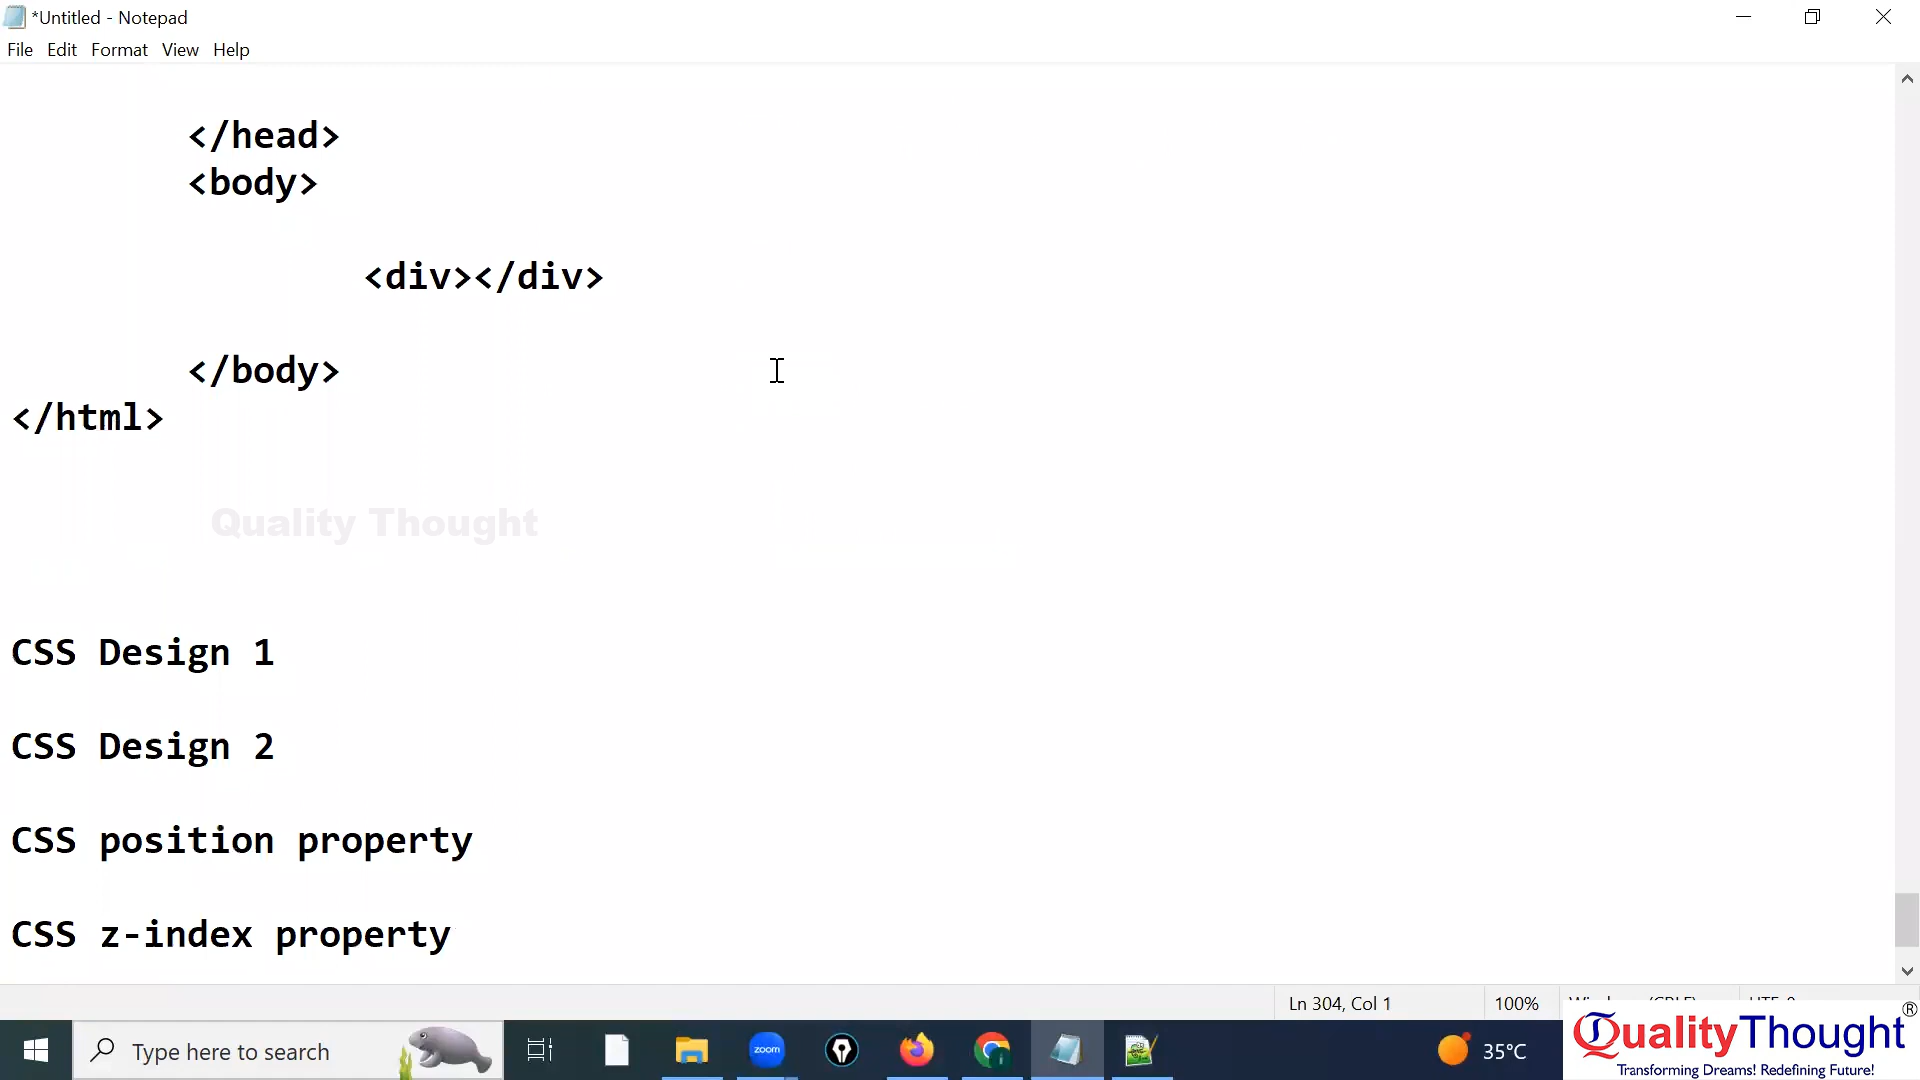 *Untitled - Notepad
File Edit Format View Help
</head>
<body>
<div></div>
</body>
</html>
Quality Thought
CSS Design 1
CSS Design 2
CSS position property
CSS z-index property
Ln 304, Col 1
100%
Type here to search
zoom
35°C
QualityThought®
Transforming Dreams! Redefining Future!